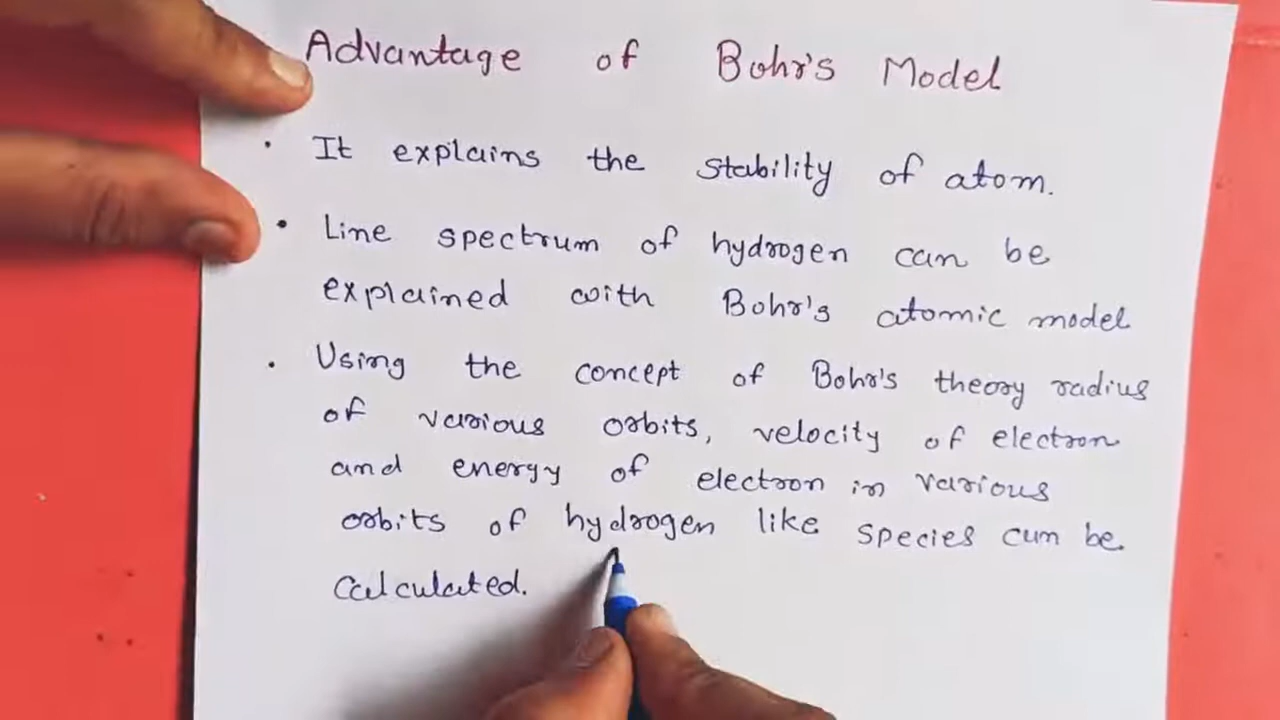 Advantage of Bohr's Model
• It explains the stability of atom.
• Line spectrum of hydrogen can be
explained with Bohr's atomic model
• Using the concept of Bohr's theory radius
of various orbits, velocity of electron
and energy of electron in various
orbits of hydrogen like species can be
calculated.